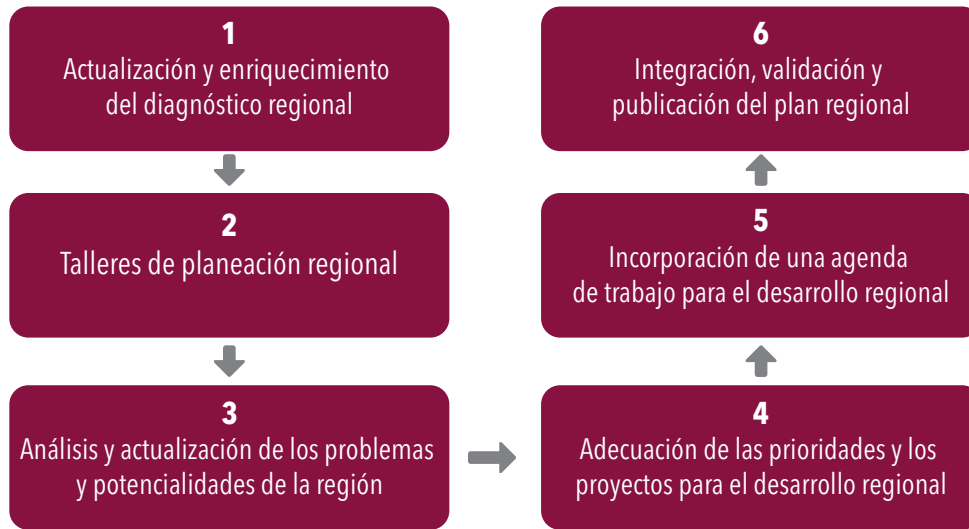 1
Actualización y enriquecimiento
del diagnóstico regional
2
Talleres de planeación regional
3
Análisis y actualización de los problemas
y potencialidades de la región
4
Adecuación de las prioridades y los
proyectos para el desarrollo regional
5
Incorporación de una agenda
de trabajo para el desarrollo regional
6
Integración, validación y
publicación del plan regional